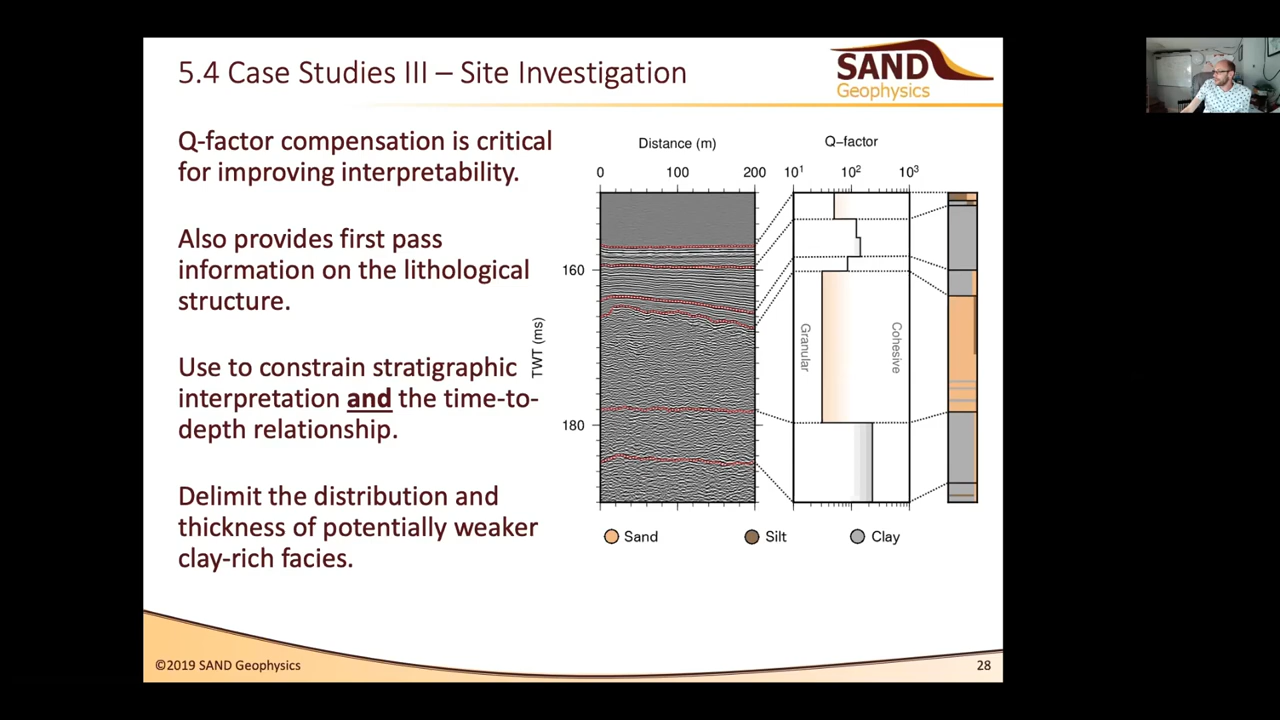 5.4 Case Studies III – Site Investigation
SAND
Geophysics
Q-factor compensation is critical
for improving interpretability.
Also provides first pass
information on the lithological
structure.
Use to constrain stratigraphic
interpretation and the time-to-
depth relationship.
Delimit the distribution and
thickness of potentially weaker
clay-rich facies.
Distance (m)
Q–factor
0 100 200 10¹ 10² 10³
160
180
TWT (ms)
Granular
Cohesive
Sand
Silt
Clay
©2019 SAND Geophysics
28